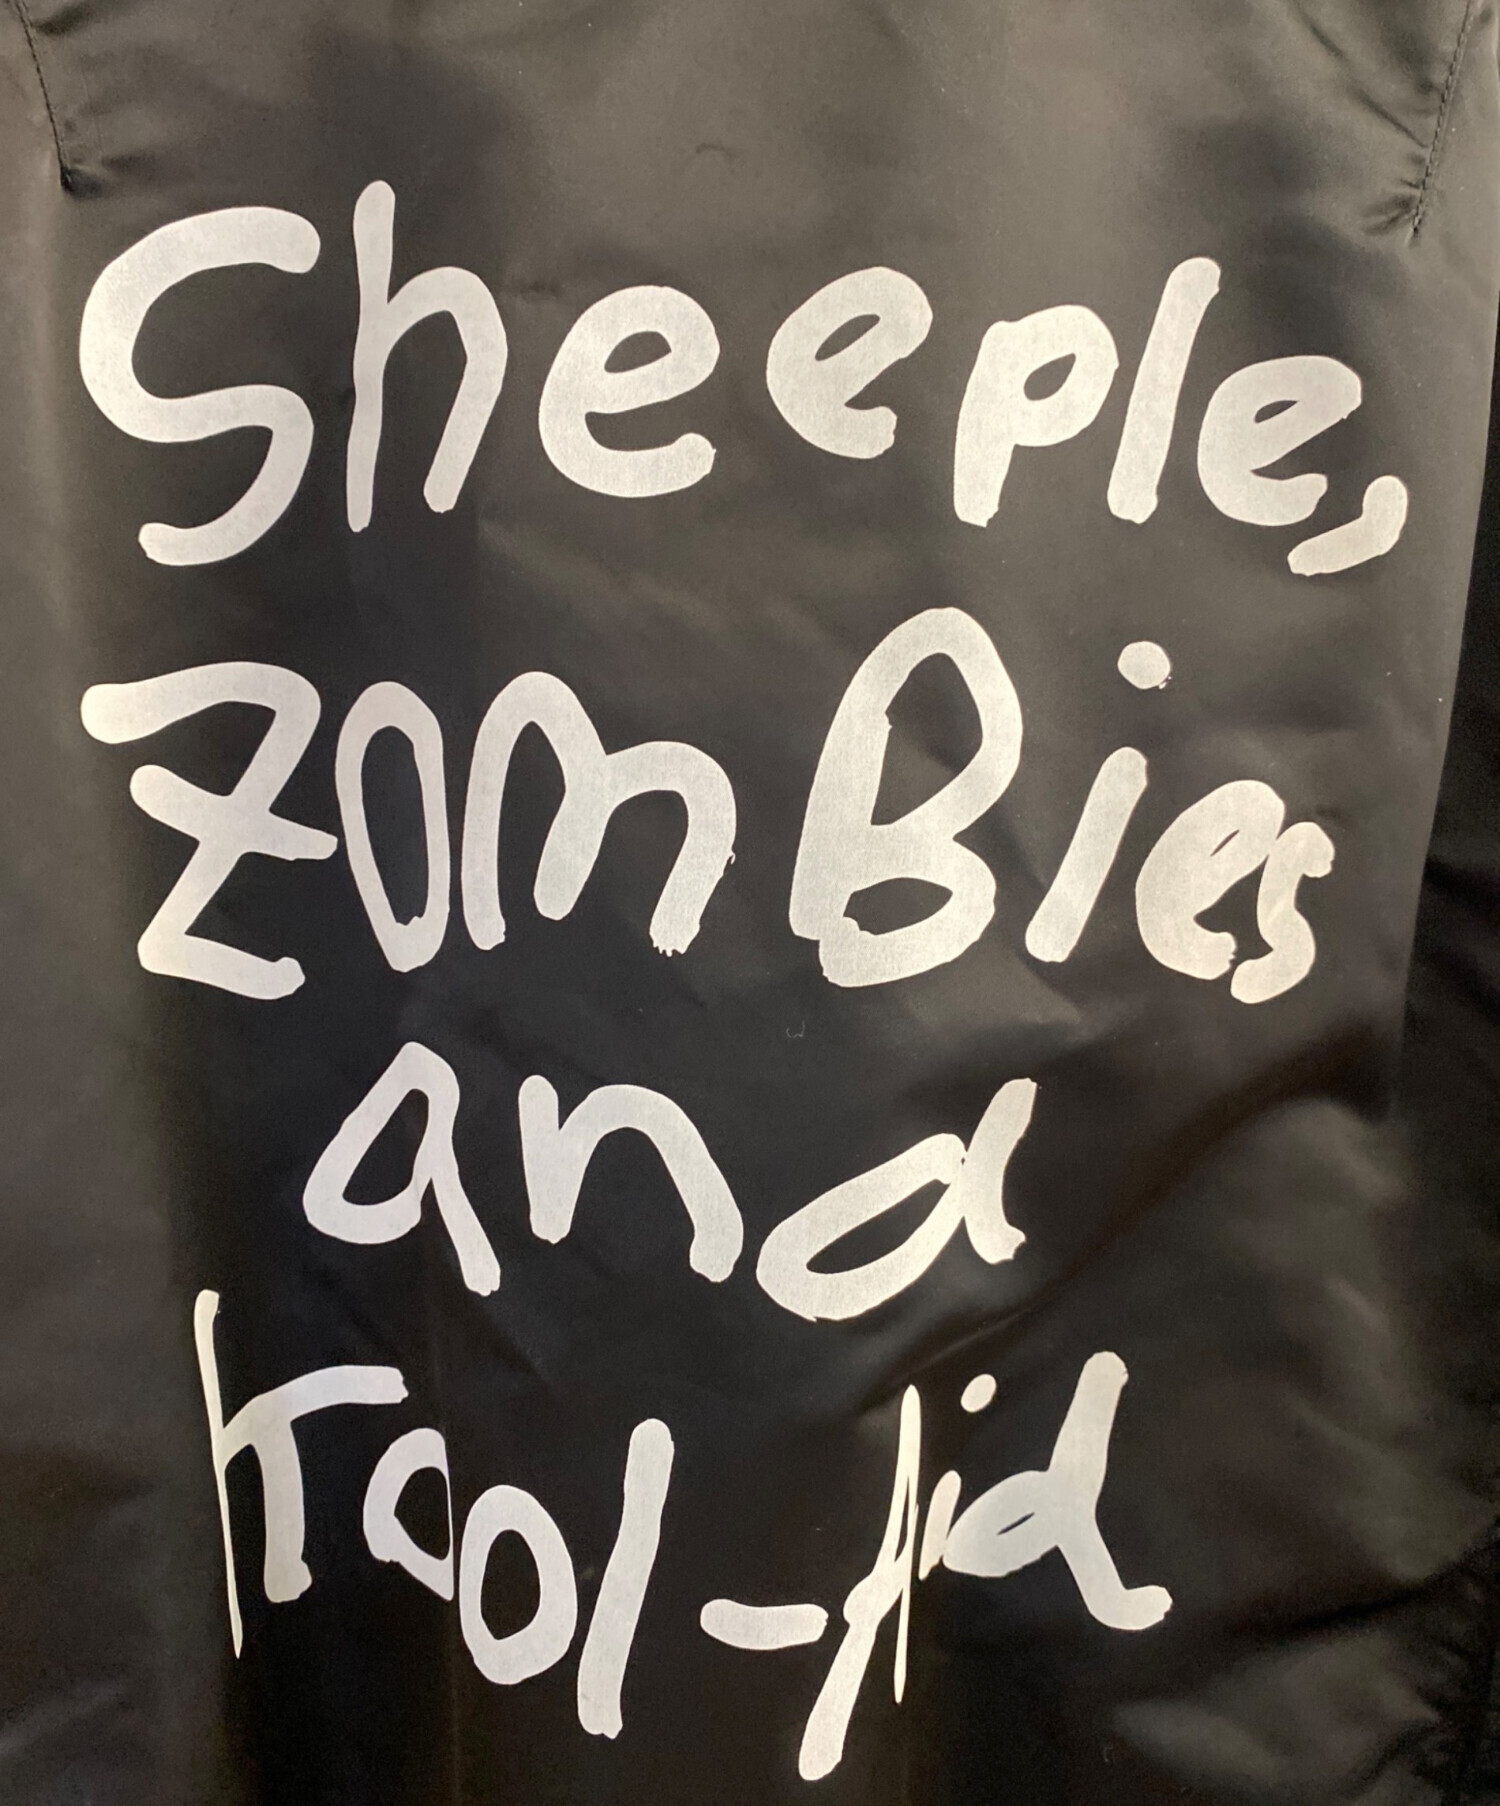 Sheeple,
ZomBies
and
Kool-Aid